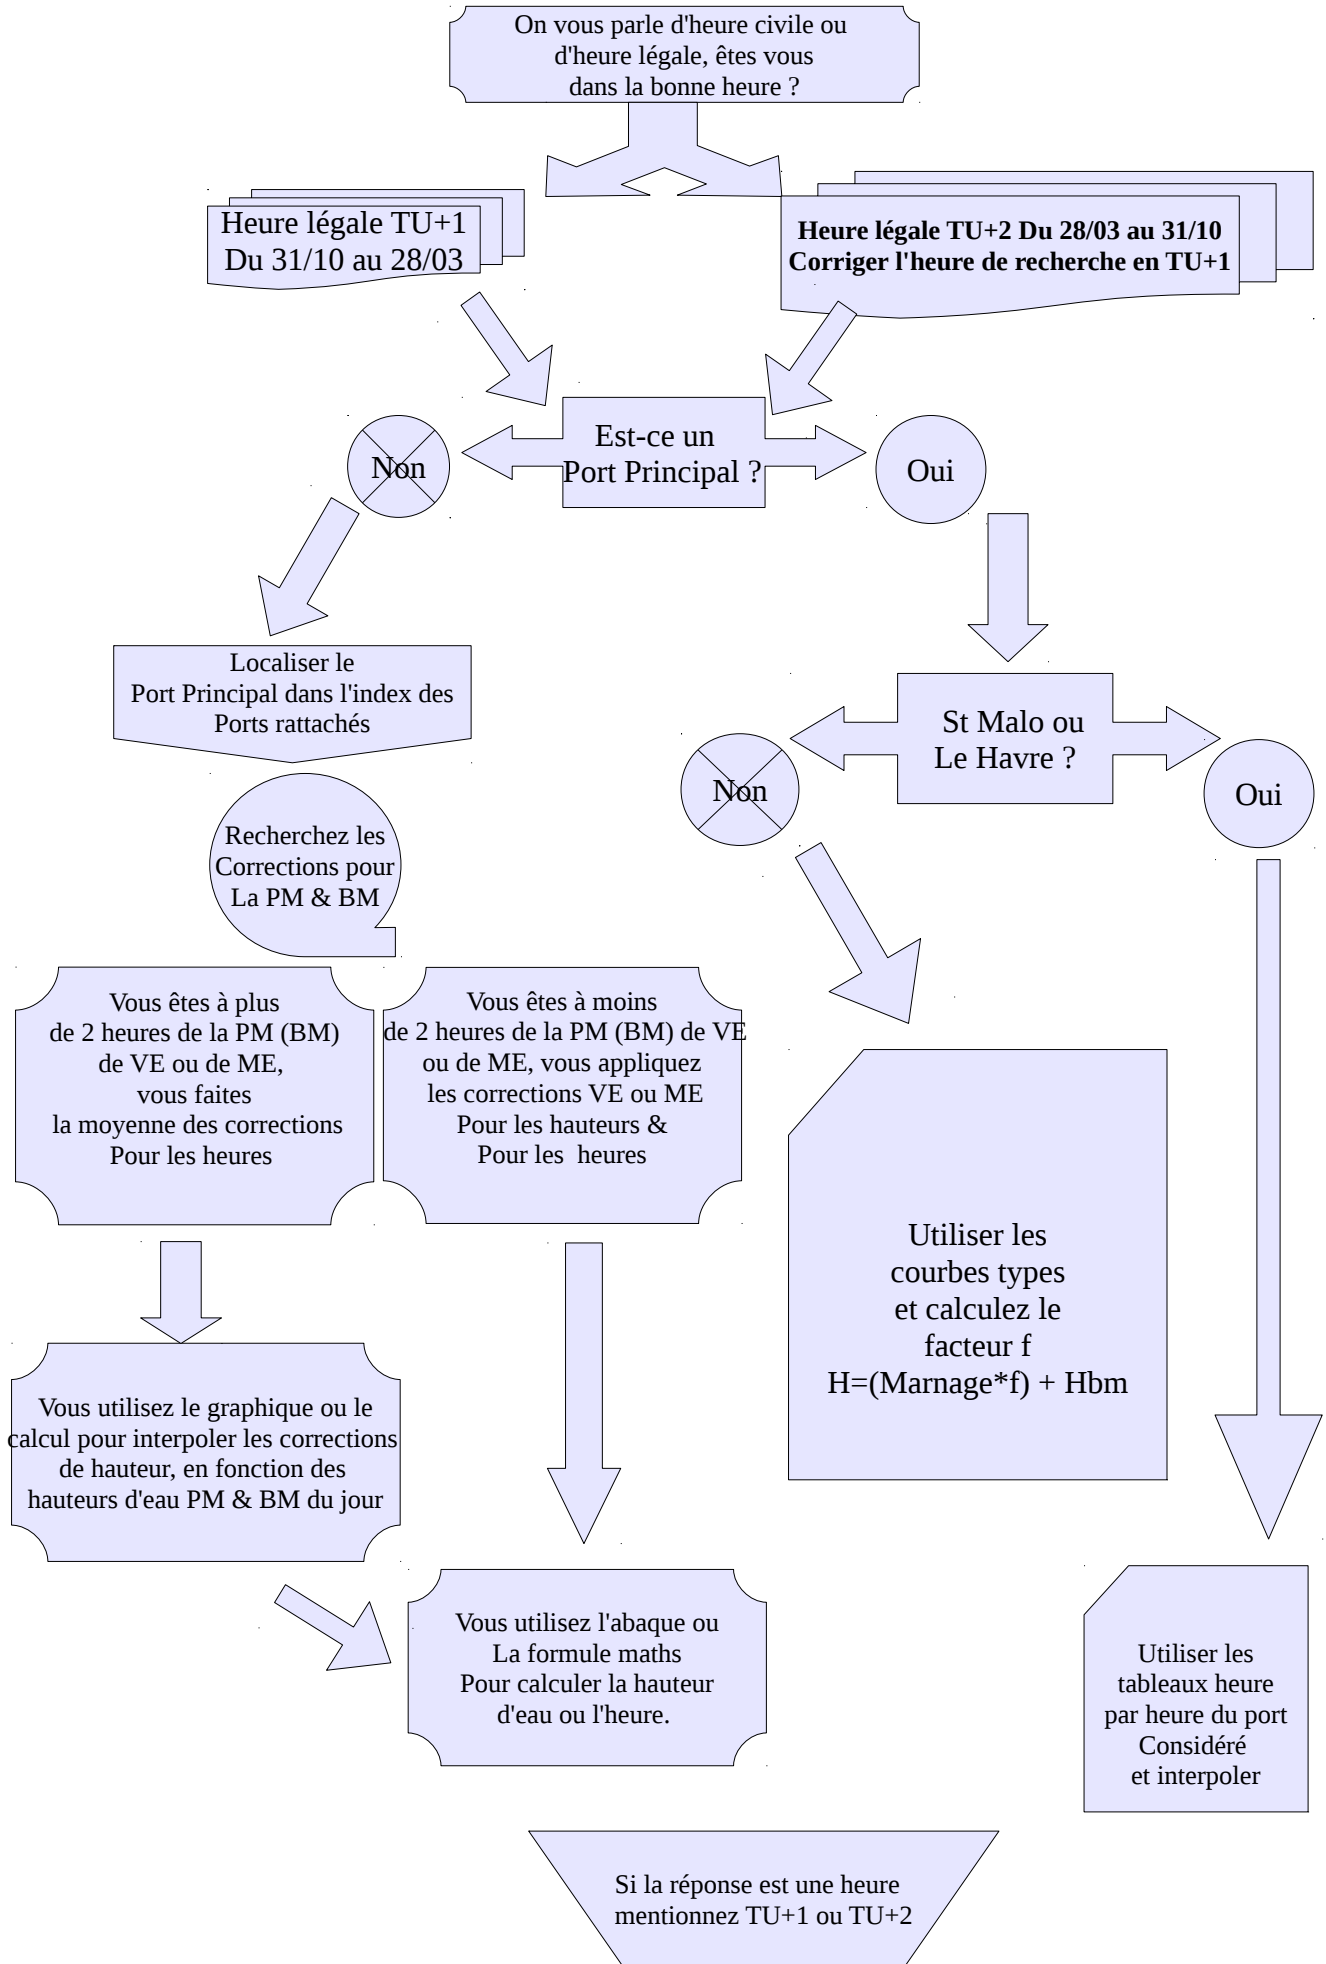 On vous parle d'heure civile ou
d'heure légale, êtes vous
dans la bonne heure ?
Heure légale TU+1
Du 31/10 au 28/03
Heure légale TU+2 Du 28/03 au 31/10
Corriger l'heure de recherche en TU+1
Est-ce un
Port Principal ?
Non
Oui
Localiser le
Port Principal dans l'index des
Ports rattachés
St Malo ou
Le Havre ?
Non
Oui
Recherchez les
Corrections pour
La PM & BM
Vous êtes à plus
de 2 heures de la PM (BM)
de VE ou de ME,
vous faites
la moyenne des corrections
Pour les heures
Vous êtes à moins
de 2 heures de la PM (BM) de VE
ou de ME, vous appliquez
les corrections VE ou ME
Pour les hauteurs &
Pour les  heures
Utiliser les
courbes types
et calculez le
facteur f
H=(Marnage*f) + Hbm
Vous utilisez le graphique ou le
calcul pour interpoler les corrections
de hauteur, en fonction des
hauteurs d'eau PM & BM du jour
Vous utilisez l'abaque ou
La formule maths
Pour calculer la hauteur
d'eau ou l'heure.
Utiliser les
tableaux heure
par heure du port
Considéré
et interpoler
Si la réponse est une heure
mentionnez TU+1 ou TU+2